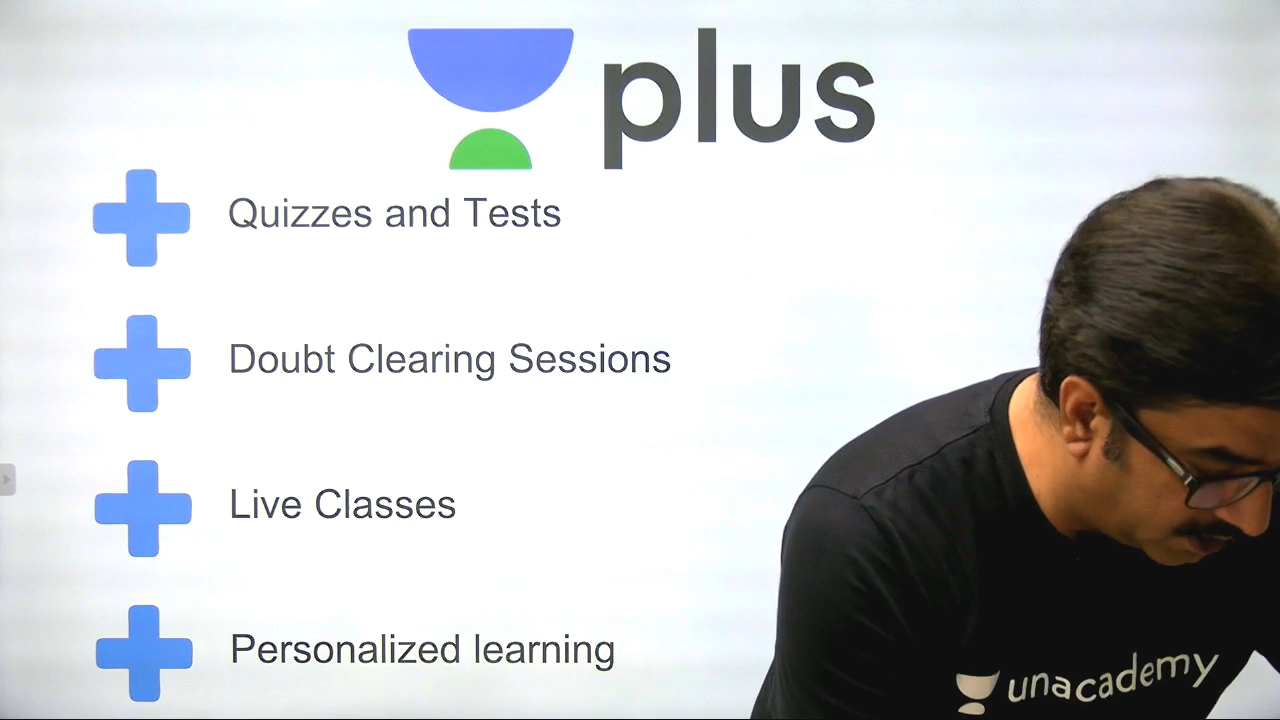 plus
Quizzes and Tests
Doubt Clearing Sessions
Live Classes
Personalized learning
unacademy